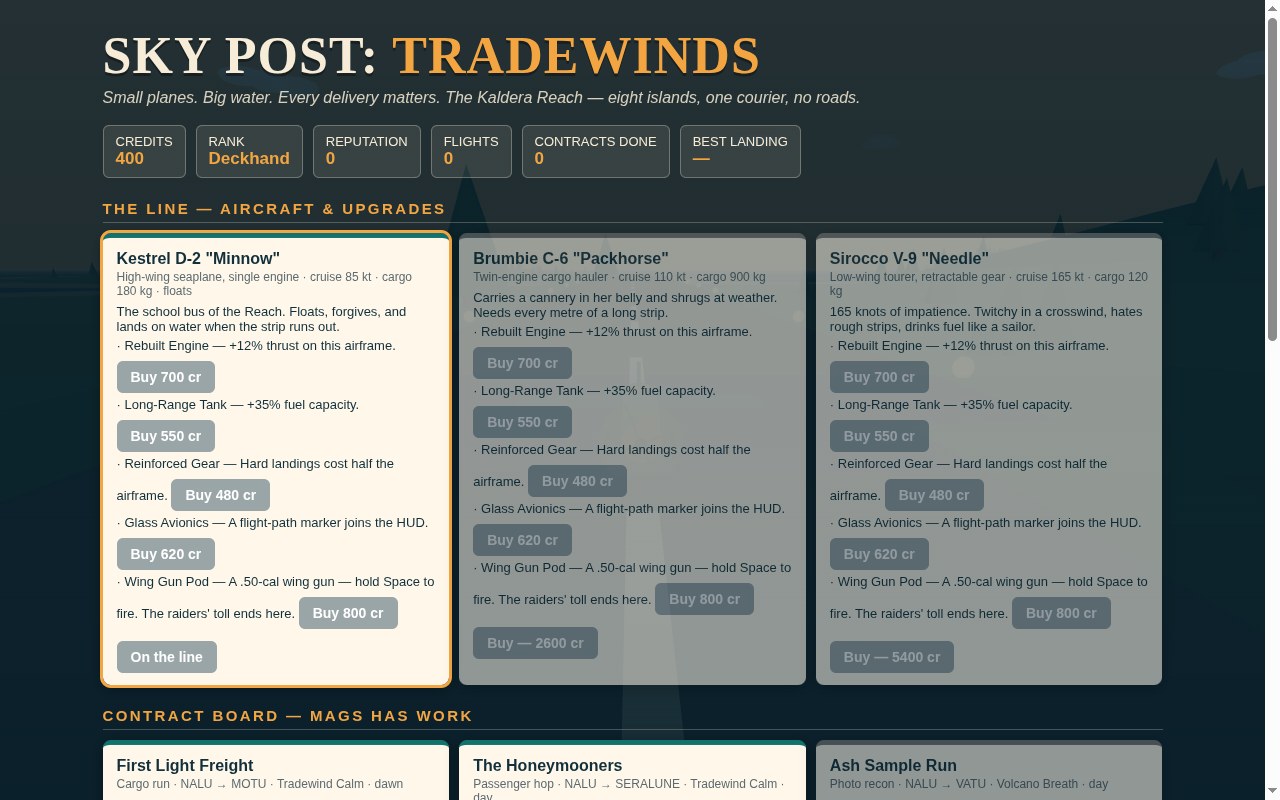 SKY POST: TRADEWINDS
Small planes. Big water. Every delivery matters. The Kaldera Reach — eight islands, one courier, no roads.
CREDITS
400
RANK
Deckhand
REPUTATION
0
FLIGHTS
0
CONTRACTS DONE
0
BEST LANDING
—
THE LINE — AIRCRAFT & UPGRADES
Kestrel D-2 "Minnow"
High-wing seaplane, single engine · cruise 85 kt · cargo
180 kg · floats
The school bus of the Reach. Floats, forgives, and
lands on water when the strip runs out.
· Rebuilt Engine — +12% thrust on this airframe.
Buy 700 cr
· Long-Range Tank — +35% fuel capacity.
Buy 550 cr
· Reinforced Gear — Hard landings cost half the
airframe. Buy 480 cr
· Glass Avionics — A flight-path marker joins the HUD.
Buy 620 cr
· Wing Gun Pod — A .50-cal wing gun — hold Space to
fire. The raiders' toll ends here. Buy 800 cr
On the line
Brumbie C-6 "Packhorse"
Twin-engine cargo hauler · cruise 110 kt · cargo 900 kg
Carries a cannery in her belly and shrugs at weather.
Needs every metre of a long strip.
· Rebuilt Engine — +12% thrust on this airframe.
Buy 700 cr
· Long-Range Tank — +35% fuel capacity.
Buy 550 cr
· Reinforced Gear — Hard landings cost half the
airframe. Buy 480 cr
· Glass Avionics — A flight-path marker joins the HUD.
Buy 620 cr
· Wing Gun Pod — A .50-cal wing gun — hold Space to
fire. The raiders' toll ends here. Buy 800 cr
Buy — 2600 cr
Sirocco V-9 "Needle"
Low-wing tourer, retractable gear · cruise 165 kt · cargo 120
kg
165 knots of impatience. Twitchy in a crosswind, hates
rough strips, drinks fuel like a sailor.
· Rebuilt Engine — +12% thrust on this airframe.
Buy 700 cr
· Long-Range Tank — +35% fuel capacity.
Buy 550 cr
· Reinforced Gear — Hard landings cost half the
airframe. Buy 480 cr
· Glass Avionics — A flight-path marker joins the HUD.
Buy 620 cr
· Wing Gun Pod — A .50-cal wing gun — hold Space to
fire. The raiders' toll ends here. Buy 800 cr
Buy — 5400 cr
CONTRACT BOARD — MAGS HAS WORK
First Light Freight
Cargo run · NALU → MOTU · Tradewind Calm · dawn
The Honeymooners
Passenger hop · NALU → SERALUNE · Tradewind Calm ·
day
Ash Sample Run
Photo recon · NALU → VATU · Volcano Breath · day